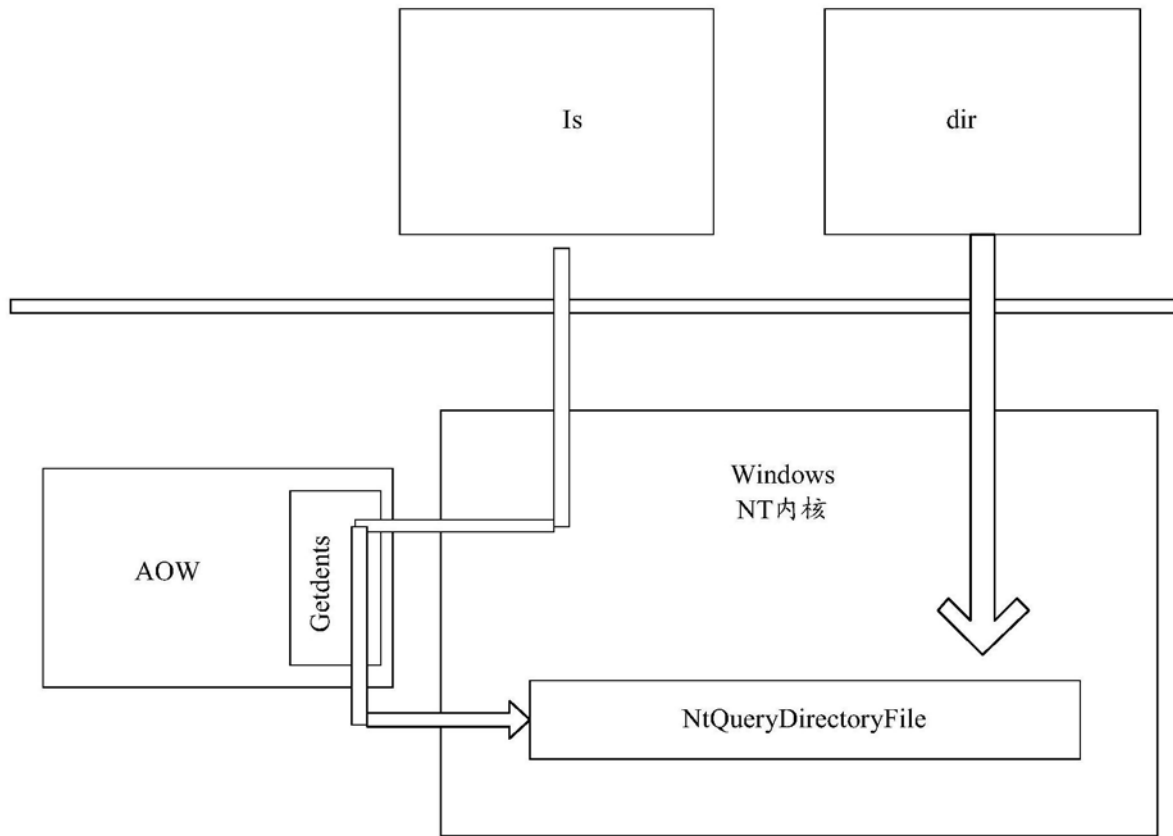 Is
dir
Windows
NT内核
AOW
Getdents
NtQueryDirectoryFile